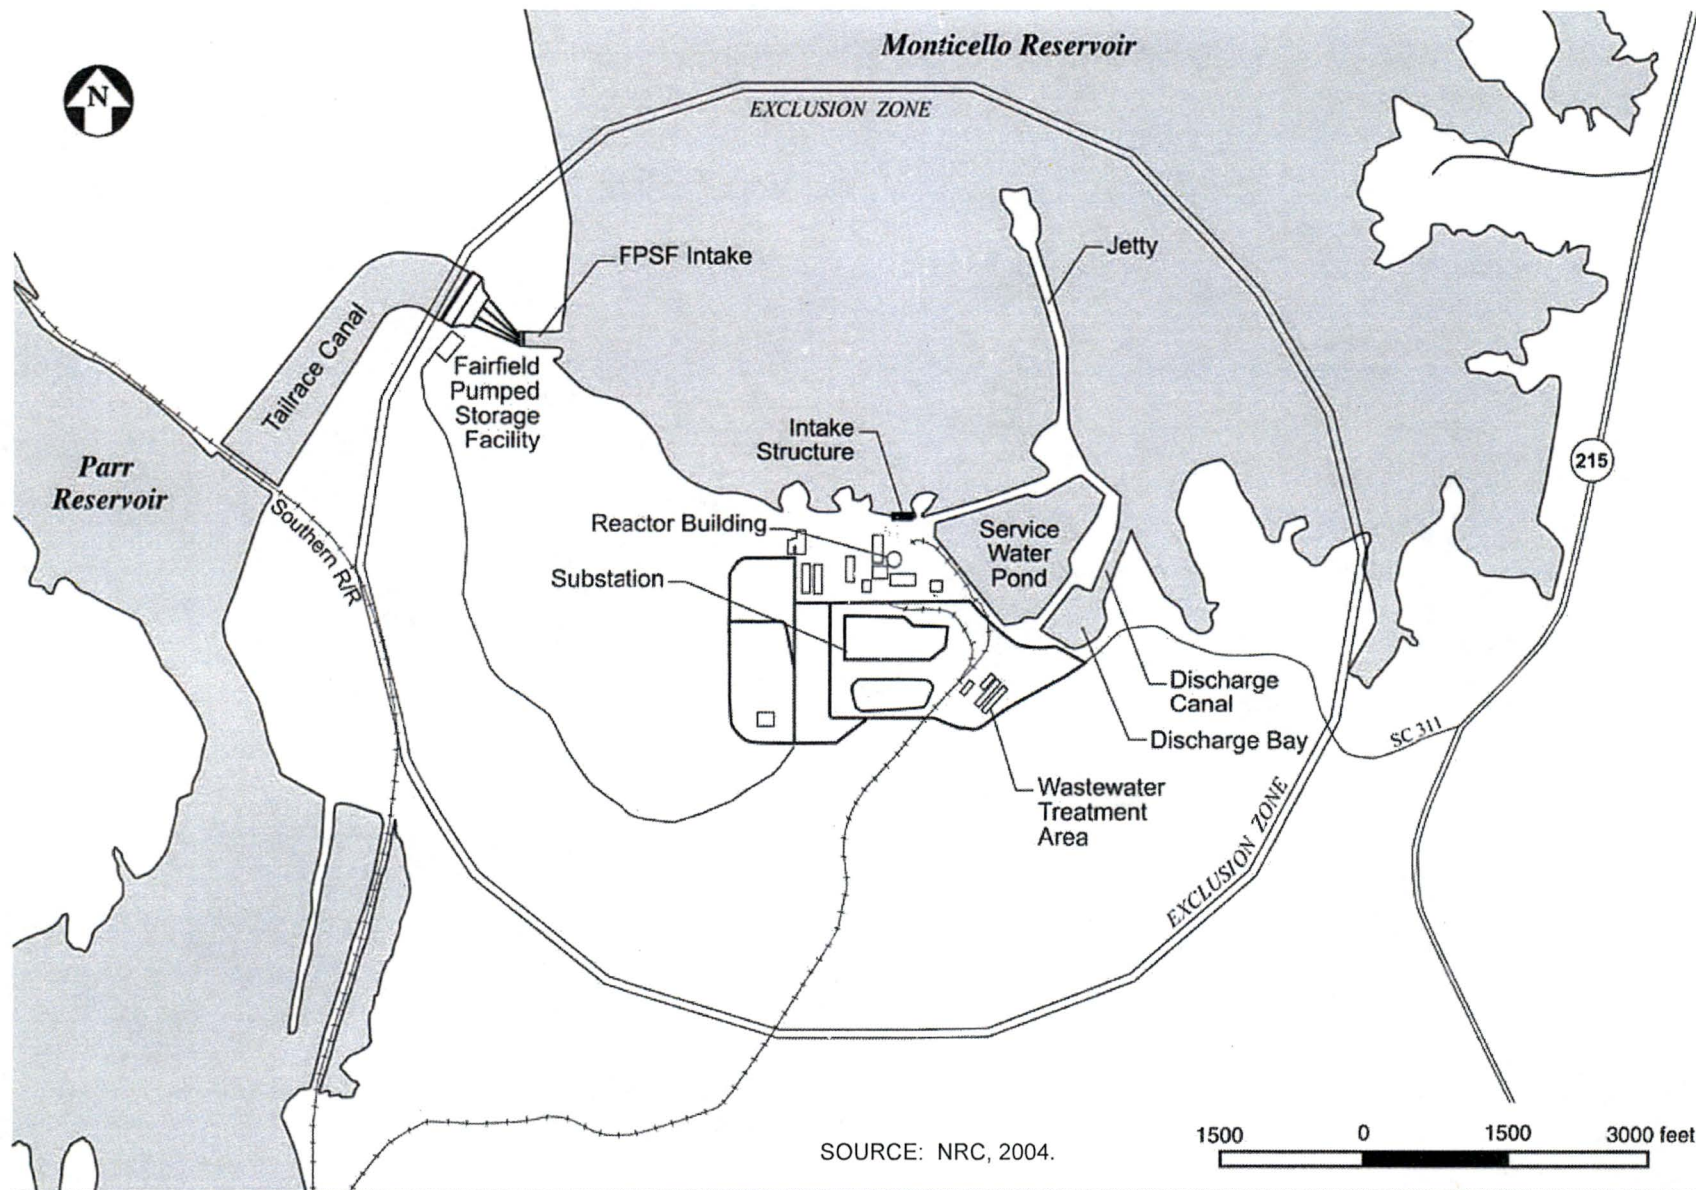 Monticello Reservoir
N
EXCLUSION ZONE
FPSF Intake
Jetty
Tailrace Canal
Fairfield
Pumped
Storage
Facility
Intake
Structure
215
Parr
Reservoir
Southern R/R
Reactor Building
Service
Water
Pond
Substation
Discharge
Canal
SC 311
Discharge Bay
Wastewater
Treatment
Area
EXCLUSION ZONE
SOURCE: NRC, 2004.
1500 0 1500 3000 feet